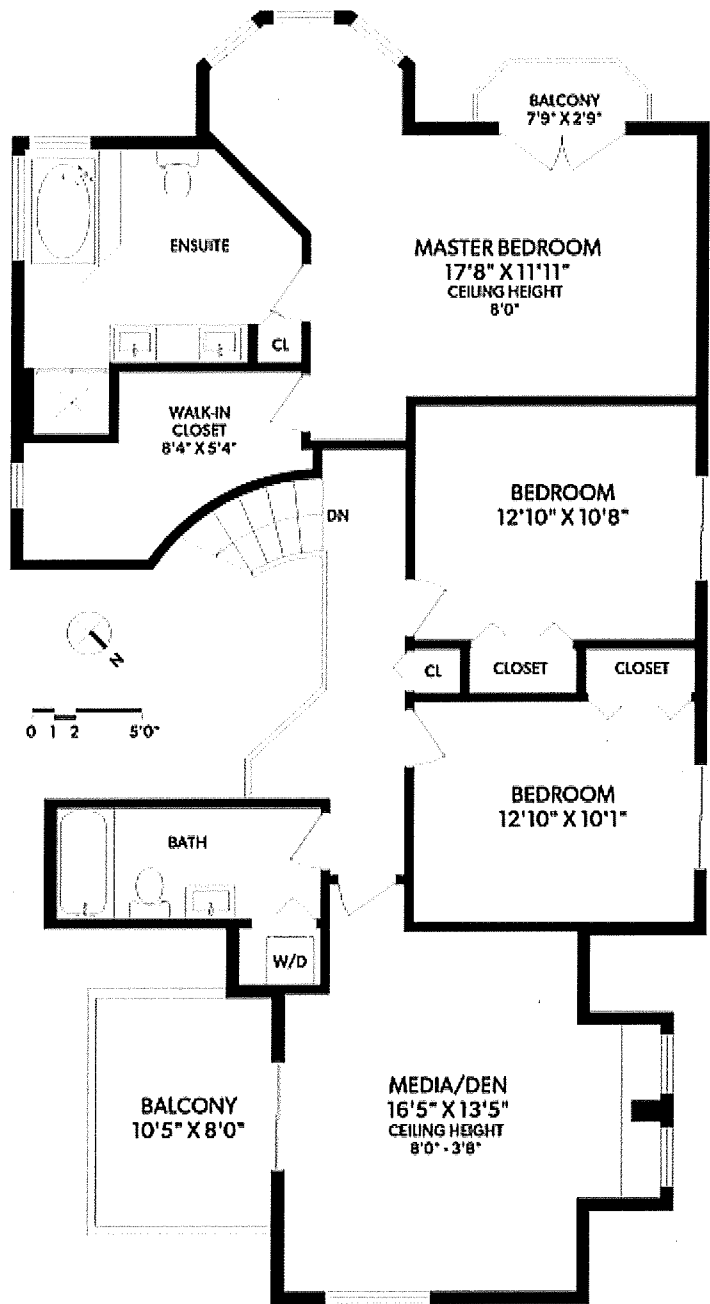 BALCONY
7'9" X 2'9"
ENSUITE
MASTER BEDROOM
17'8" X 11'11"
CEILING HEIGHT
8'0"
CL
WALK-IN
CLOSET
8'4" X 5'4"
BEDROOM
12'10" X 10'8"
DN
N
CL
CLOSET
CLOSET
0 1 2 5'0"
BEDROOM
12'10" X 10'1"
BATH
W/D
MEDIA/DEN
16'5" X 13'5"
CEILING HEIGHT
8'0" - 3'8"
BALCONY
10'5" X 8'0"